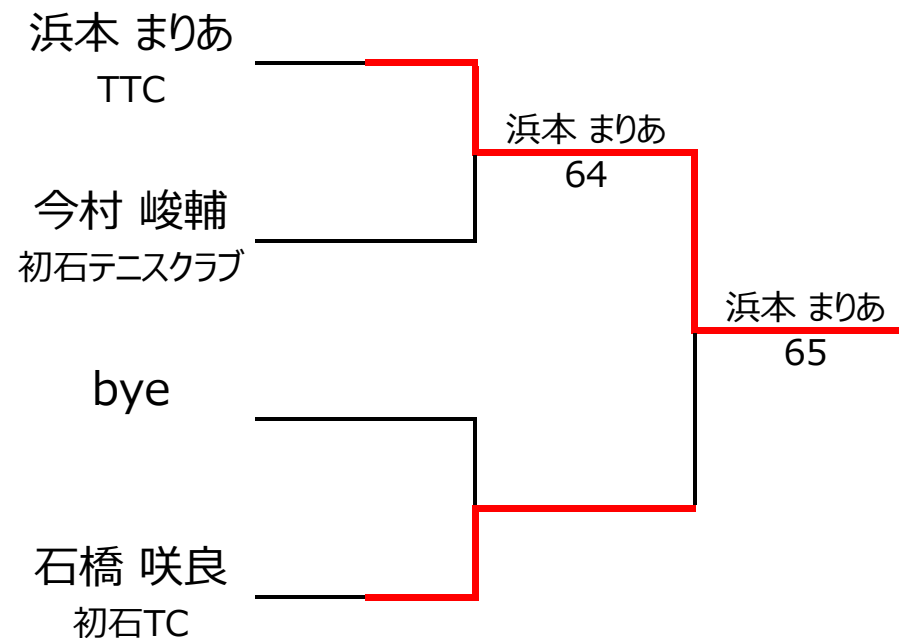 浜本 まりあ
TTC
浜本 まりあ
64
今村 峻輔
初石テニスクラブ
浜本 まりあ
65
bye
石橋 咲良
初石TC